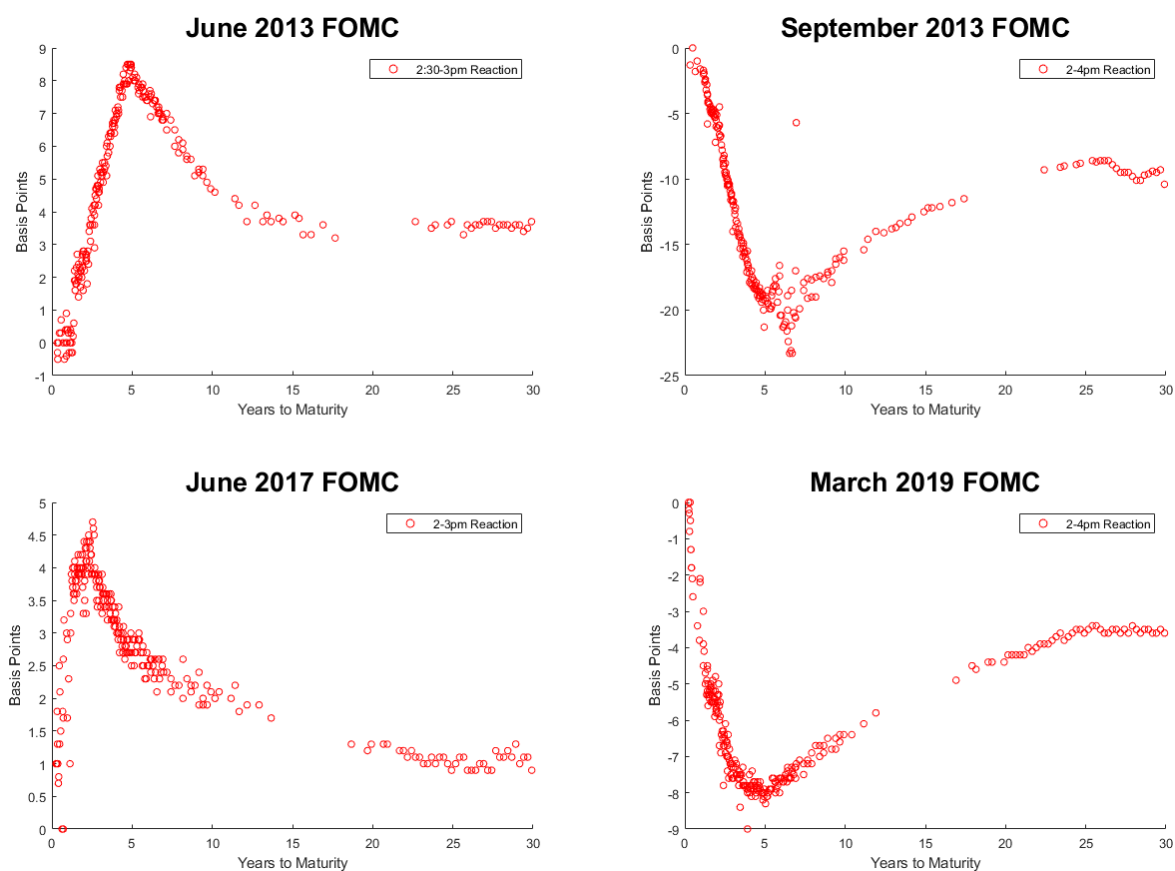 June 2013 FOMC
2:30-3pm Reaction
9
8
7
6
5
4
3
2
1
0
-1
Basis Points
0 5 10 15 20 25 30
Years to Maturity
September 2013 FOMC
2-4pm Reaction
0
-5
-10
-15
-20
-25
Basis Points
0 5 10 15 20 25 30
Years to Maturity
June 2017 FOMC
2-3pm Reaction
5
4.5
4
3.5
3
2.5
2
1.5
1
0.5
0
Basis Points
0 5 10 15 20 25 30
Years to Maturity
March 2019 FOMC
2-4pm Reaction
0
-1
-2
-3
-4
-5
-6
-7
-8
-9
Basis Points
0 5 10 15 20 25 30
Years to Maturity